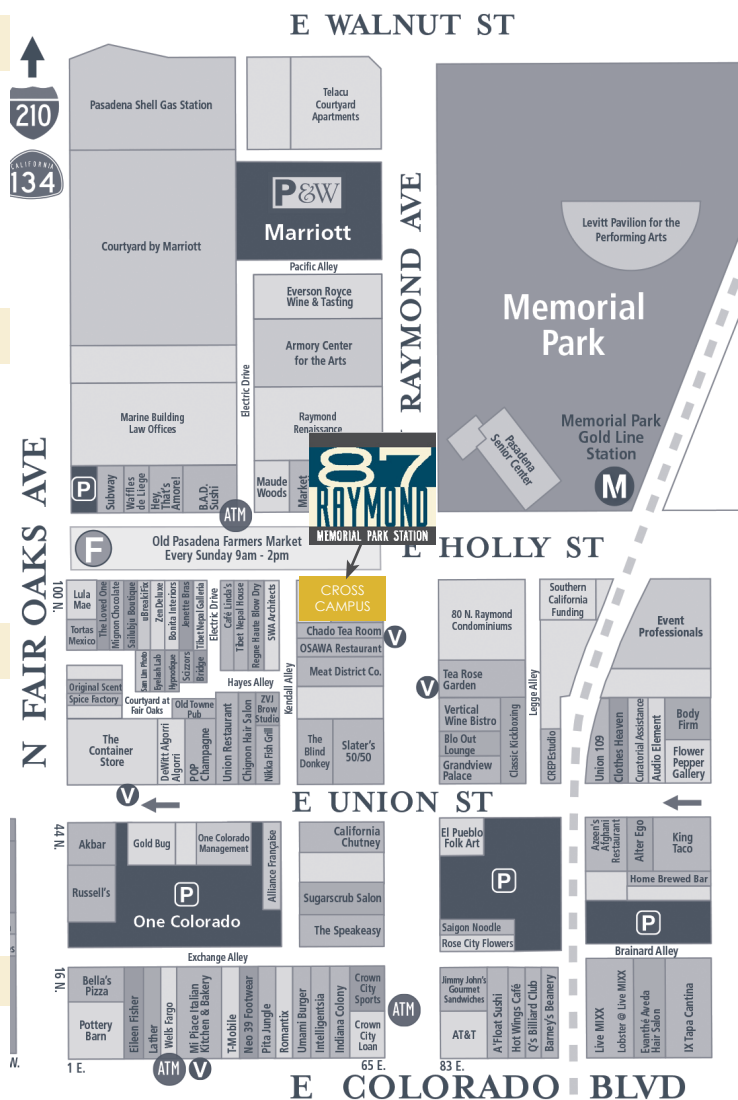 E WALNUT ST
210
CALIFORNIA
134
Pasadena Shell Gas Station
Telacu
Courtyard
Apartments
P&W
Marriott
Courtyard by Marriott
Pacific Alley
Everson Royce
Wine & Tasting
Armory Center
for the Arts
Electric Drive
Marine Building
Law Offices
Raymond
Renaissance
RAYMOND AVE
Levitt Pavilion for the
Performing Arts
Memorial
Park
Pasadena
Senior Center
Memorial Park
Gold Line
Station
M
N FAIR OAKS AVE
P
Subway
Waffles
de Liege
Hey,
That's
Amore!
B.A.D.
Sushi
Maude
Woods
Market
ATM
87
RAYMOND
MEMORIAL PARK STATION
F
Old Pasadena Farmers Market
Every Sunday 9am - 2pm
E HOLLY ST
100 N.
Lula
Mae
Tortas
Mexico
The Loved One
Mignon Chocolate
Sailubju Boutique
uBreakiFix
Zen Deluxe
Bonita Interiors
Jenette Bras
Tibet Nepal Galleria
Electric Drive
Café Linda's
Tibet Nepal House
Regne Haute Blow Dry
SWA Architects
CROSS
CAMPUS
Chado Tea Room
V
OSAWA Restaurant
Meat District Co.
Sam Lim Photo
Eyelash Lab
Hypnotique
Scizzors
Bridge
Original Scent
Spice Factory
Courtyard at
Fair Oaks
Hayes Alley
Kendall Alley
The
Container
Store
DeWitt Algorri
Algorri
Old Towne
Pub
POP
Champagne
Union Restaurant
Chignon Hair Salon
ZVJ
Brow
Studio
Nikka Fish Grill
The
Blind
Donkey
Slater's
50/50
80 N. Raymond
Condominiums
V
Tea Rose
Garden
Vertical
Wine Bistro
Blo Out
Lounge
Grandview
Palace
Classic Kickboxing
Legge Alley
Southern
California
Funding
CREPEstudio
Event
Professionals
Union 109
Clothes Heaven
Curatorial Assistance
Audio Element
Body
Firm
Flower
Pepper
Gallery
V
E UNION ST
44 N.
Akbar
Russell's
Gold Bug
One Colorado
Management
Alliance Française
P
One Colorado
California
Chutney
Sugarscrub Salon
The Speakeasy
El Pueblo
Folk Art
P
Saigon Noodle
Rose City Flowers
Azeen's
Afghani
Restaurant
Alter Ego
King
Taco
Home Brewed Bar
P
Brainard Alley
Exchange Alley
16 N.
Bella's
Pizza
Pottery
Barn
Eileen Fisher
Lather
Wells Fargo
Mi Piace Italian
Kitchen & Bakery
T-Mobile
Neo 39 Footwear
Pita Jungle
Romantix
Umami Burger
Intelligentsia
Indiana Colony
Crown
City
Sports
Crown
City
Loan
ATM
Jimmy John's
Gourmet
Sandwiches
AT&T
A'Float Sushi
Hot Wings Café
Q's Billiard Club
Barney's Beanery
Live MIXX
Lobster @ Live MIXX
Evanthé Aveda
Hair Salon
IX Tapa Cantina
N.
1 E.
ATM
V
65 E.
83 E.
E COLORADO BLVD